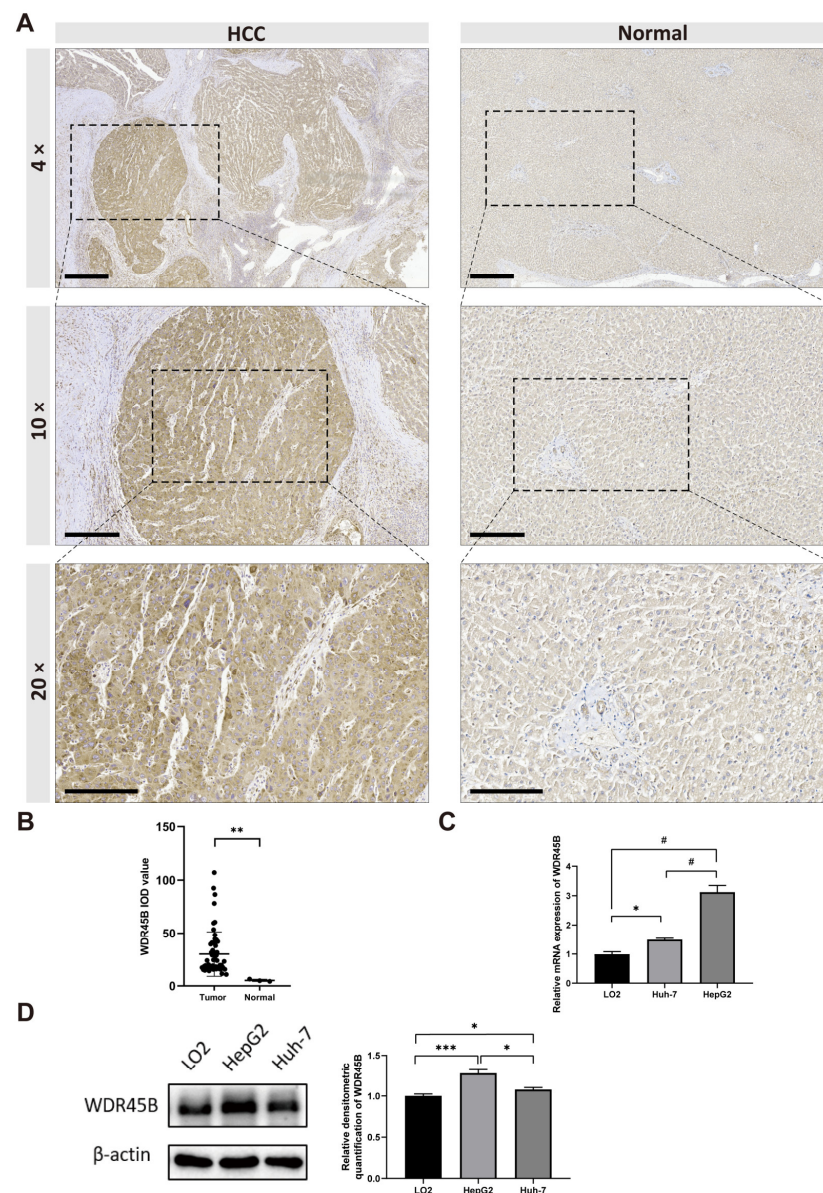 A
HCC
Normal
4 ×
10 ×
20 ×
B
WDR45B IOD value
150
100
50
0
**
Tumor
Normal
C
Relative mRNA expression of WDR45B
4
3
2
1
0
#
#
*
LO2
Huh-7
HepG2
D
LO2
HepG2
Huh-7
WDR45B
β-actin
Relative densitometric
quantification of WDR45B
1.5
1.0
0.5
0.0
*
***
*
LO2
HepG2
Huh-7